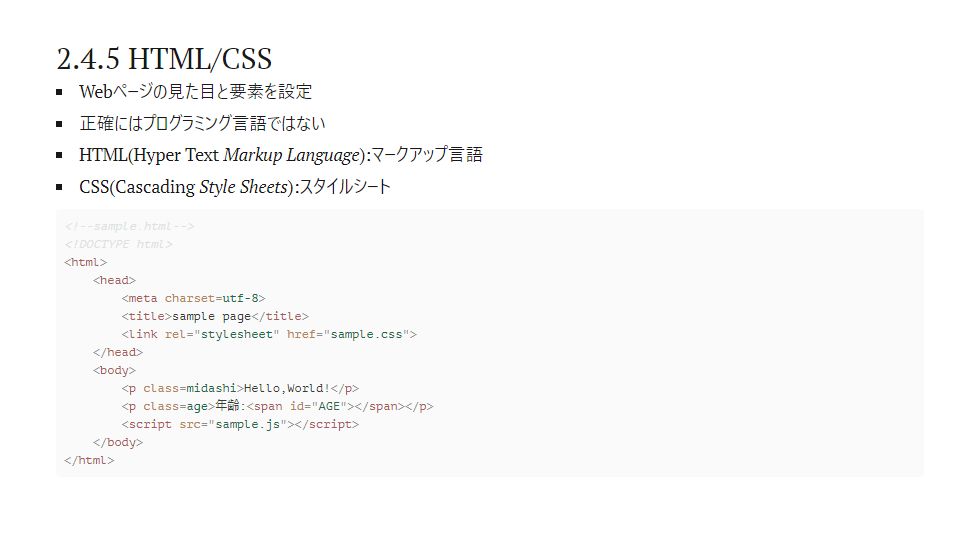 2.4.5 HTML/CSS
▪ Webページの見た目と要素を設定
▪ 正確にはプログラミング言語ではない
▪ HTML(Hyper Text Markup Language):マークアップ言語
▪ CSS(Cascading Style Sheets):スタイルシート
<!--sample.html-->
<!DOCTYPE html>
<html>
    <head>
        <meta charset=utf-8>
        <title>sample page</title>
        <link rel="stylesheet" href="sample.css">
    </head>
    <body>
        <p class=midashi>Hello,World!</p>
        <p class=age>年齢:<span id="AGE"></span></p>
        <script src="sample.js"></script>
    </body>
</html>